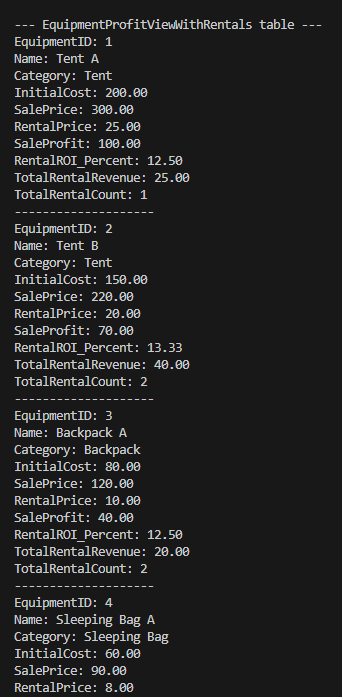 --- EquipmentProfitViewWithRentals table ---
EquipmentID: 1
Name: Tent A
Category: Tent
InitialCost: 200.00
SalePrice: 300.00
RentalPrice: 25.00
SaleProfit: 100.00
RentalROI_Percent: 12.50
TotalRentalRevenue: 25.00
TotalRentalCount: 1
--------------------
EquipmentID: 2
Name: Tent B
Category: Tent
InitialCost: 150.00
SalePrice: 220.00
RentalPrice: 20.00
SaleProfit: 70.00
RentalROI_Percent: 13.33
TotalRentalRevenue: 40.00
TotalRentalCount: 2
--------------------
EquipmentID: 3
Name: Backpack A
Category: Backpack
InitialCost: 80.00
SalePrice: 120.00
RentalPrice: 10.00
SaleProfit: 40.00
RentalROI_Percent: 12.50
TotalRentalRevenue: 20.00
TotalRentalCount: 2
--------------------
EquipmentID: 4
Name: Sleeping Bag A
Category: Sleeping Bag
InitialCost: 60.00
SalePrice: 90.00
RentalPrice: 8.00